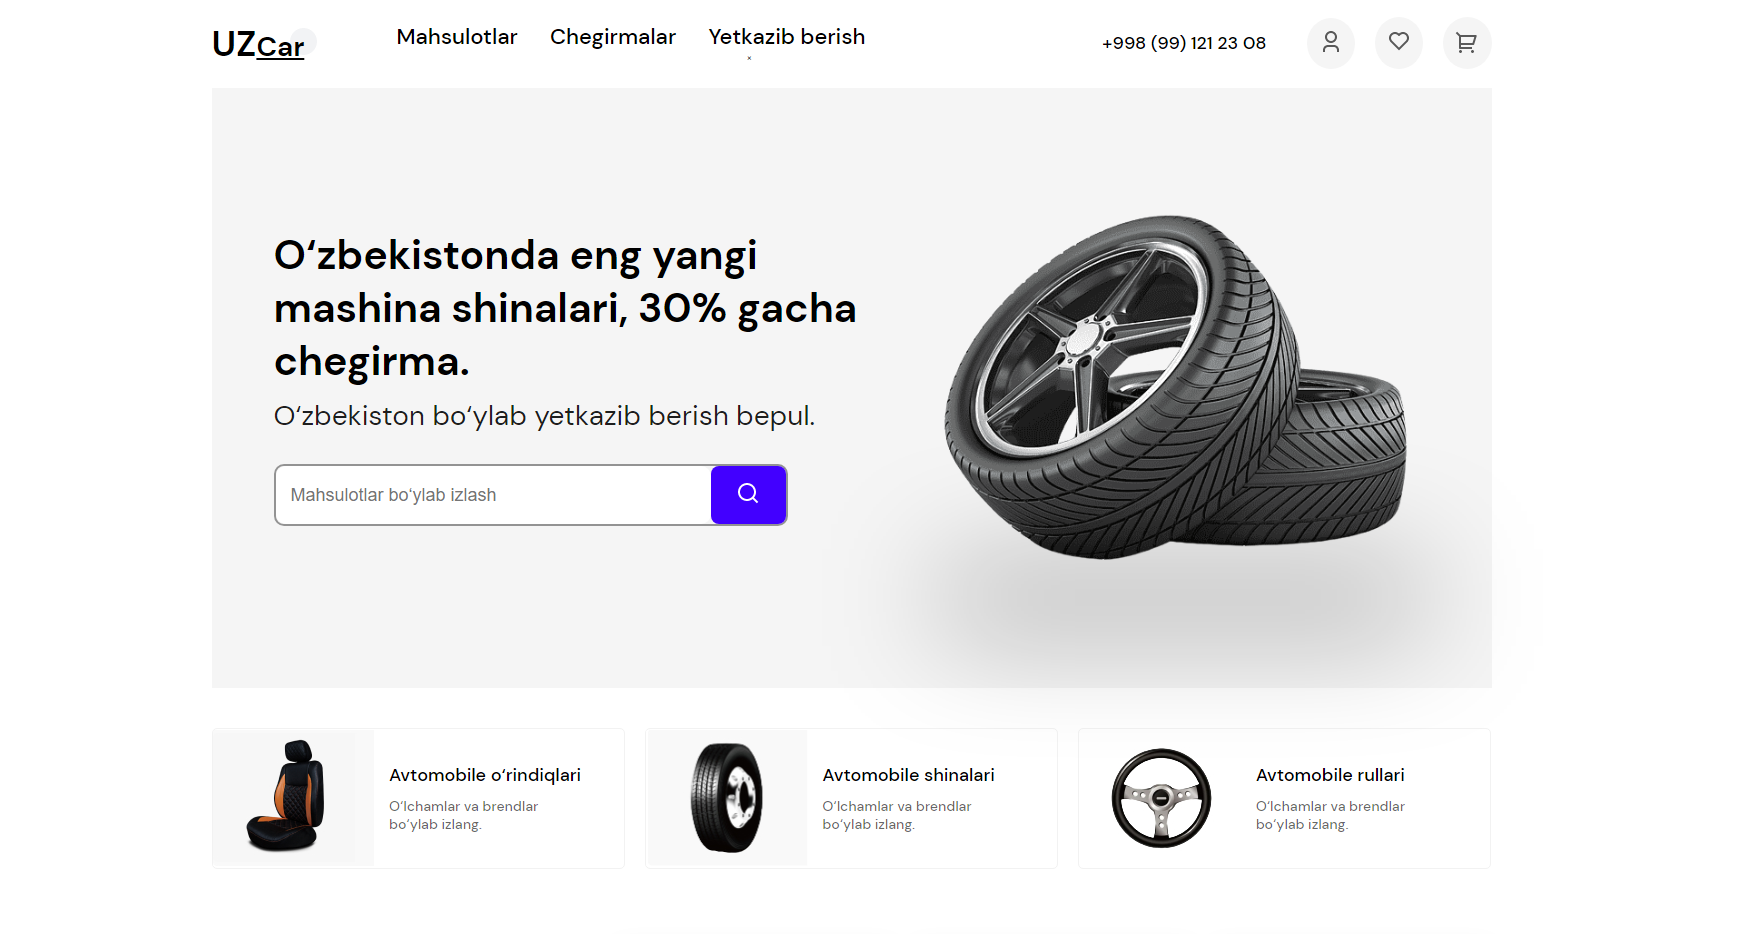 UZCar
Mahsulotlar
Chegirmalar
Yetkazib berish
+998 (99) 121 23 08
O‘zbekistonda eng yangi
mashina shinalari, 30% gacha
chegirma.
O‘zbekiston bo‘ylab yetkazib berish bepul.
Mahsulotlar bo‘ylab izlash
Avtomobile o‘rindiqlari
O‘lchamlar va brendlar
bo‘ylab izlang.
Avtomobile shinalari
O‘lchamlar va brendlar
bo‘ylab izlang.
Avtomobile rullari
O‘lchamlar va brendlar
bo‘ylab izlang.